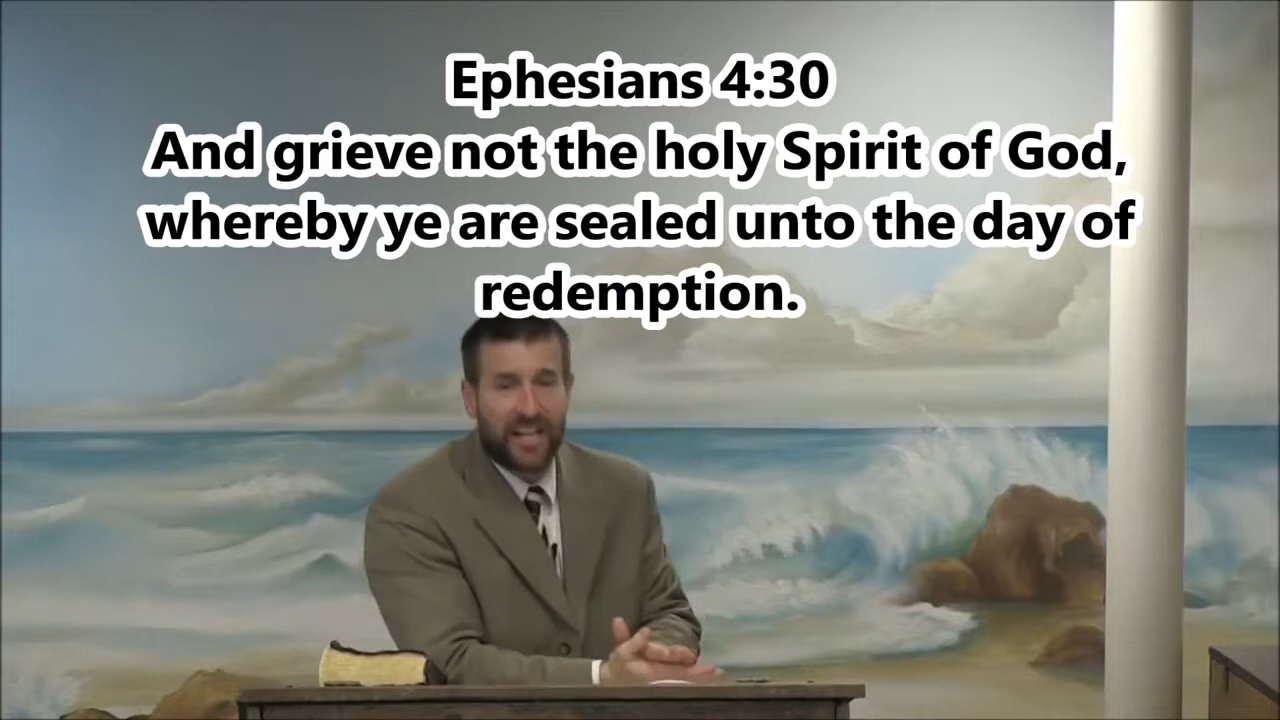 Ephesians 4:30
And grieve not the holy Spirit of God,
whereby ye are sealed unto the day of
redemption.